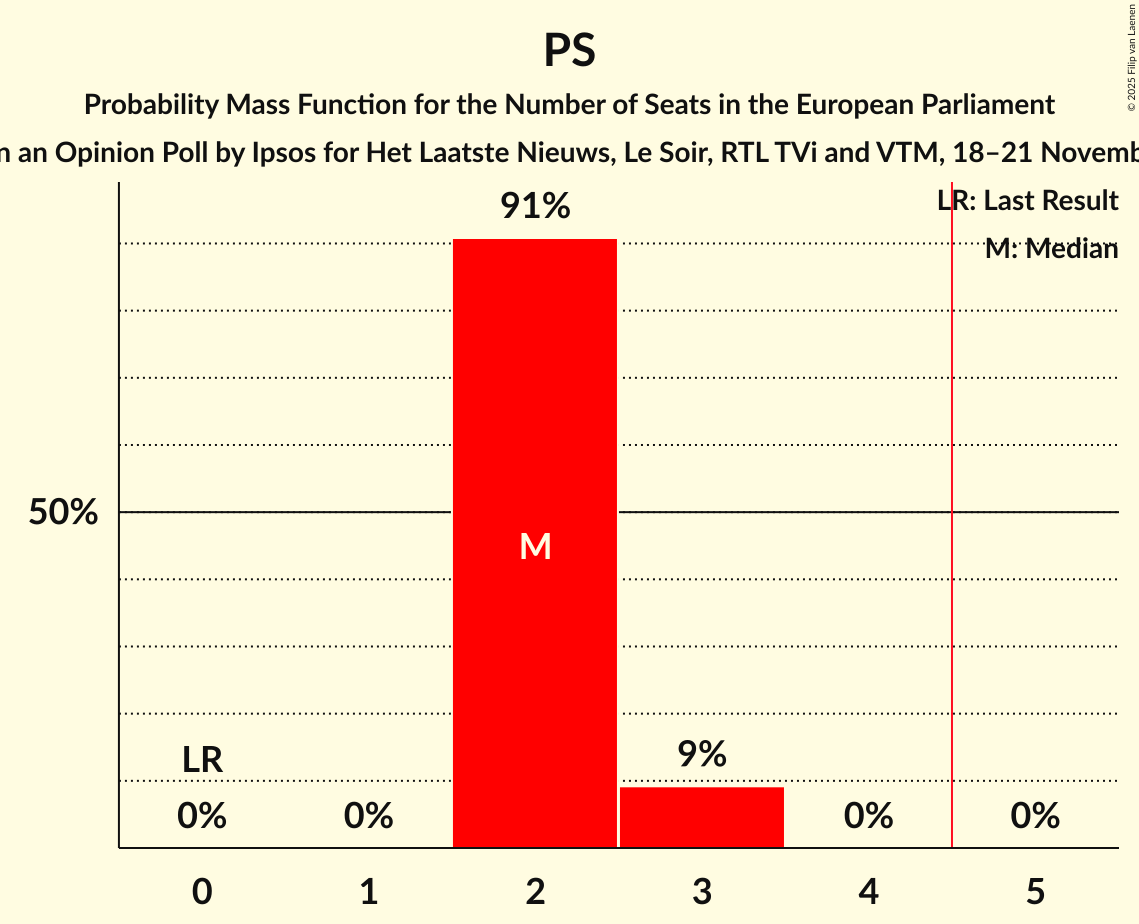 PS
Probability Mass Function for the Number of Seats in the European Parliament
an Opinion Poll by Ipsos for Het Laatste Nieuws, Le Soir, RTL TVi and VTM, 18–21
LR: Last Result
M: Median
91%
50%
M
LR
9%
0% 0% 0% 0%
0 1 2 3 4 5
© 2025 Filip van Laenen